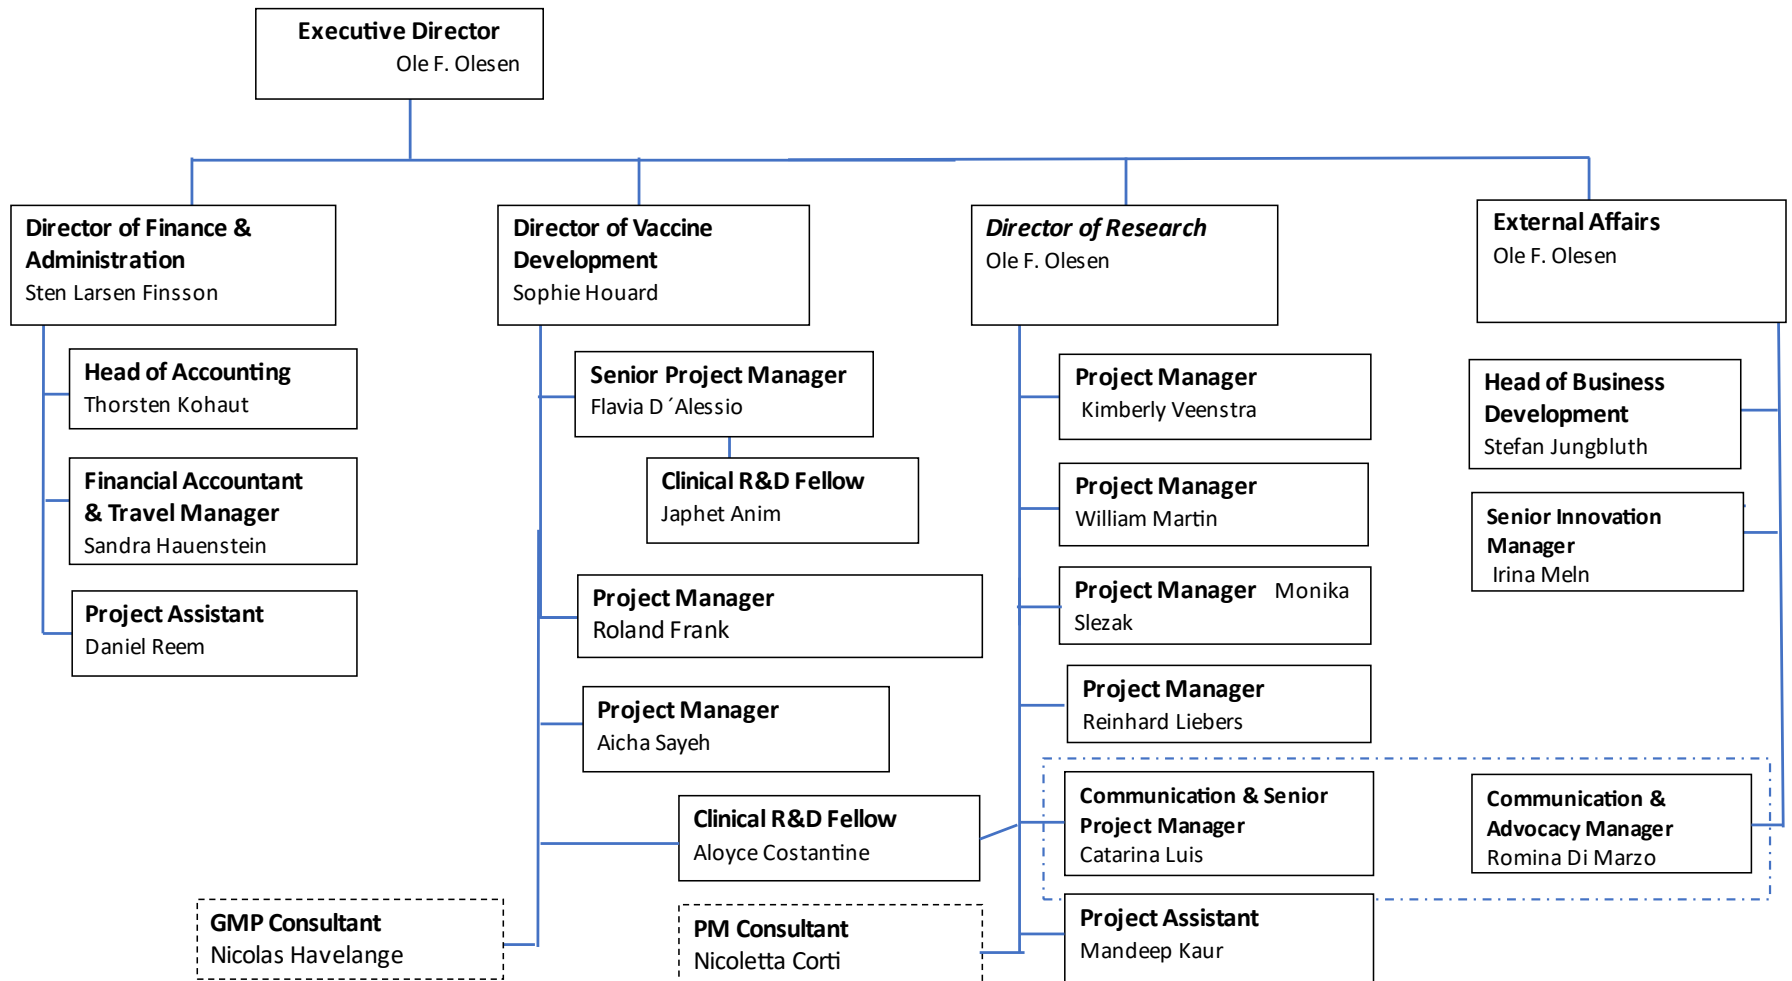 Executive Director
Ole F. Olesen
Director of Finance &
Administration
Sten Larsen Finsson
Head of Accounting
Thorsten Kohaut
Financial Accountant
& Travel Manager
Sandra Hauenstein
Project Assistant
Daniel Reem
Director of Vaccine
Development
Sophie Houard
Senior Project Manager
Flavia D´Alessio
Clinical R&D Fellow
Japhet Anim
Project Manager
Roland Frank
Project Manager
Aicha Sayeh
Clinical R&D Fellow
Aloyce Costantine
GMP Consultant
Nicolas Havelange
Director of Research
Ole F. Olesen
Project Manager
Kimberly Veenstra
Project Manager
William Martin
Project Manager Monika
Slezak
Project Manager
Reinhard Liebers
Communication & Senior
Project Manager
Catarina Luis
Project Assistant
Mandeep Kaur
PM Consultant
Nicoletta Corti
External Affairs
Ole F. Olesen
Head of Business
Development
Stefan Jungbluth
Senior Innovation
Manager
Irina Meln
Communication &
Advocacy Manager
Romina Di Marzo